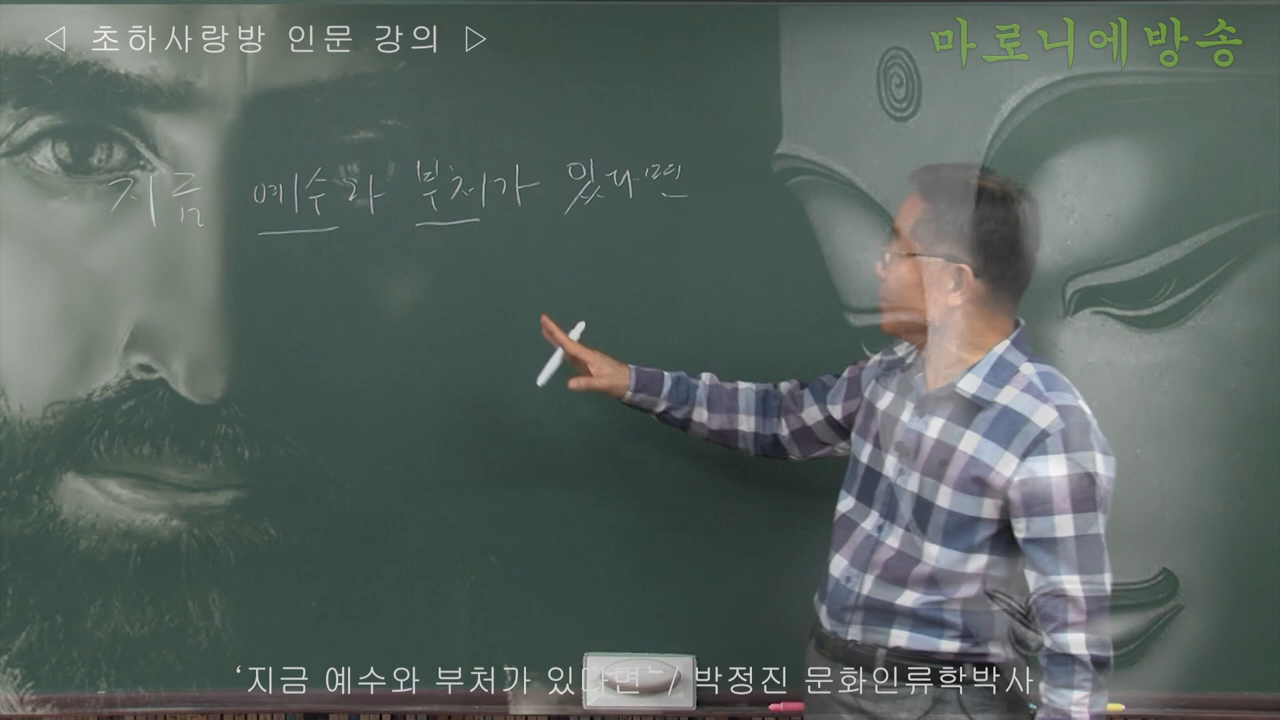 ◁ 초하사랑방 인문 강의 ▷
마로니에방송
지금 예수와 부처가 있다면
‘지금 예수와 부처가 있다면’ / 박정진 문화인류학박사